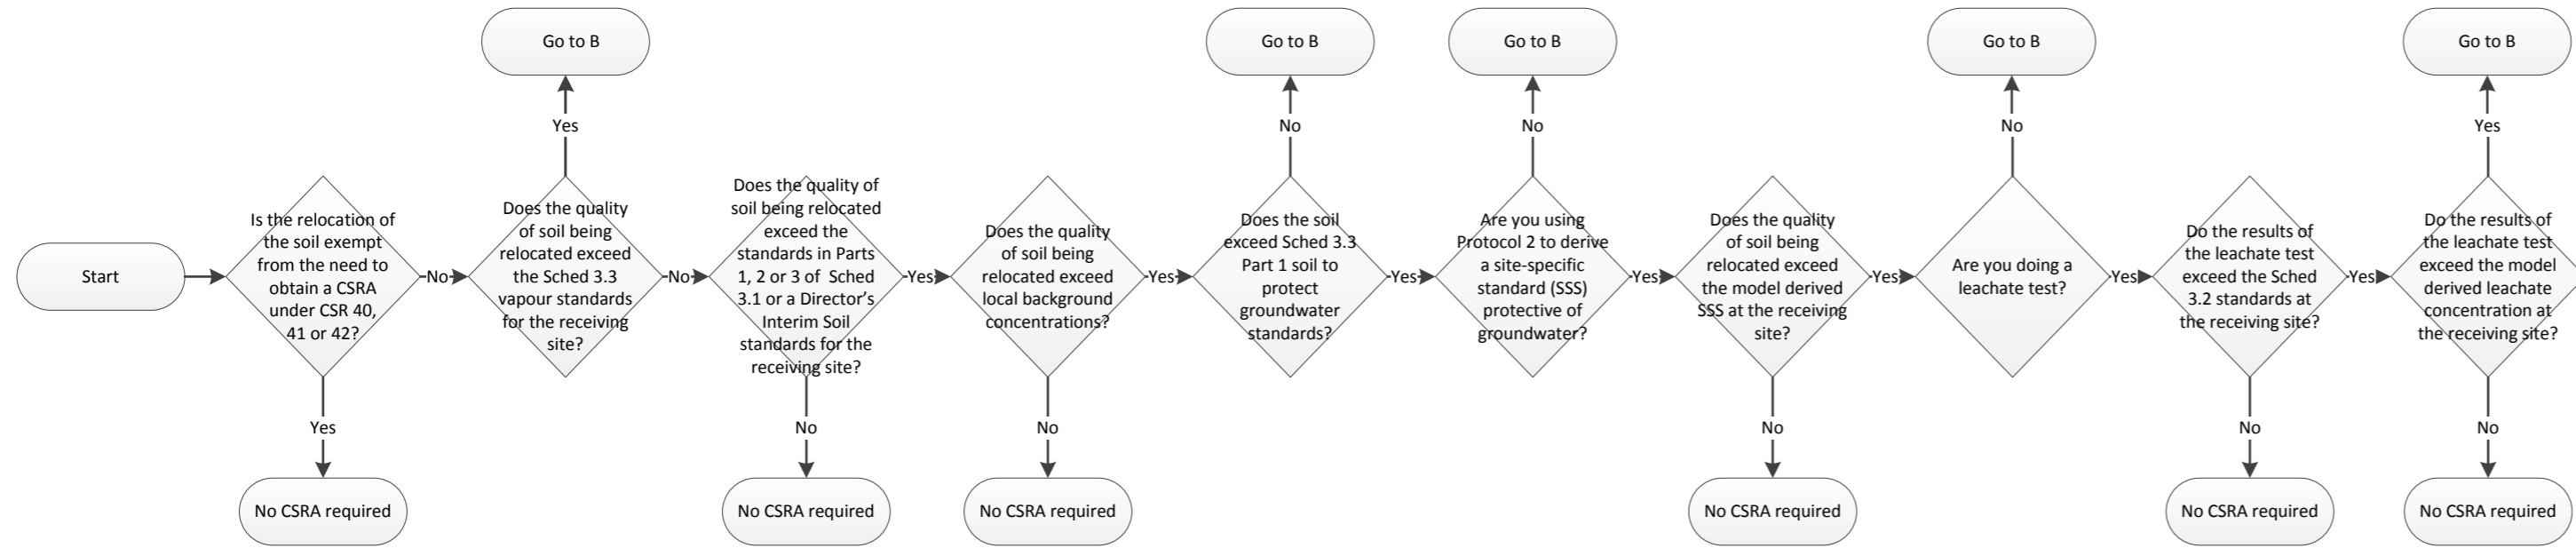 Go to B
Go to B
Go to B
Go to B
Go to B
Yes
No
No
No
Yes
Start
Is the relocation of
the soil exempt
from the need to
obtain a CSRA
under CSR 40,
41 or 42?
No
Does the quality
of soil being
relocated exceed
the Sched 3.3
vapour standards
for the receiving
site?
No
Does the quality of
soil being relocated
exceed the
standards in Parts
1, 2 or 3 of Sched
3.1 or a Director's
Interim Soil
standards for the
receiving site?
Yes
Does the quality
of soil being
relocated exceed
local background
concentrations?
Yes
Does the soil
exceed Sched 3.3
Part 1 soil to
protect
groundwater
standards?
Yes
Are you using
Protocol 2 to derive
a site-specific
standard (SSS)
protective of
groundwater?
Yes
Does the quality
of soil being
relocated exceed
the model derived
SSS at the receiving
site?
Yes
Are you doing a
leachate test?
Yes
Do the results of
the leachate test
exceed the Sched
3.2 standards at
the receiving site?
Yes
Do the results of
the leachate test
exceed the model
derived leachate
concentration at
the receiving site?
Yes
No
No
No
No
No
No CSRA required
No CSRA required
No CSRA required
No CSRA required
No CSRA required
No CSRA required